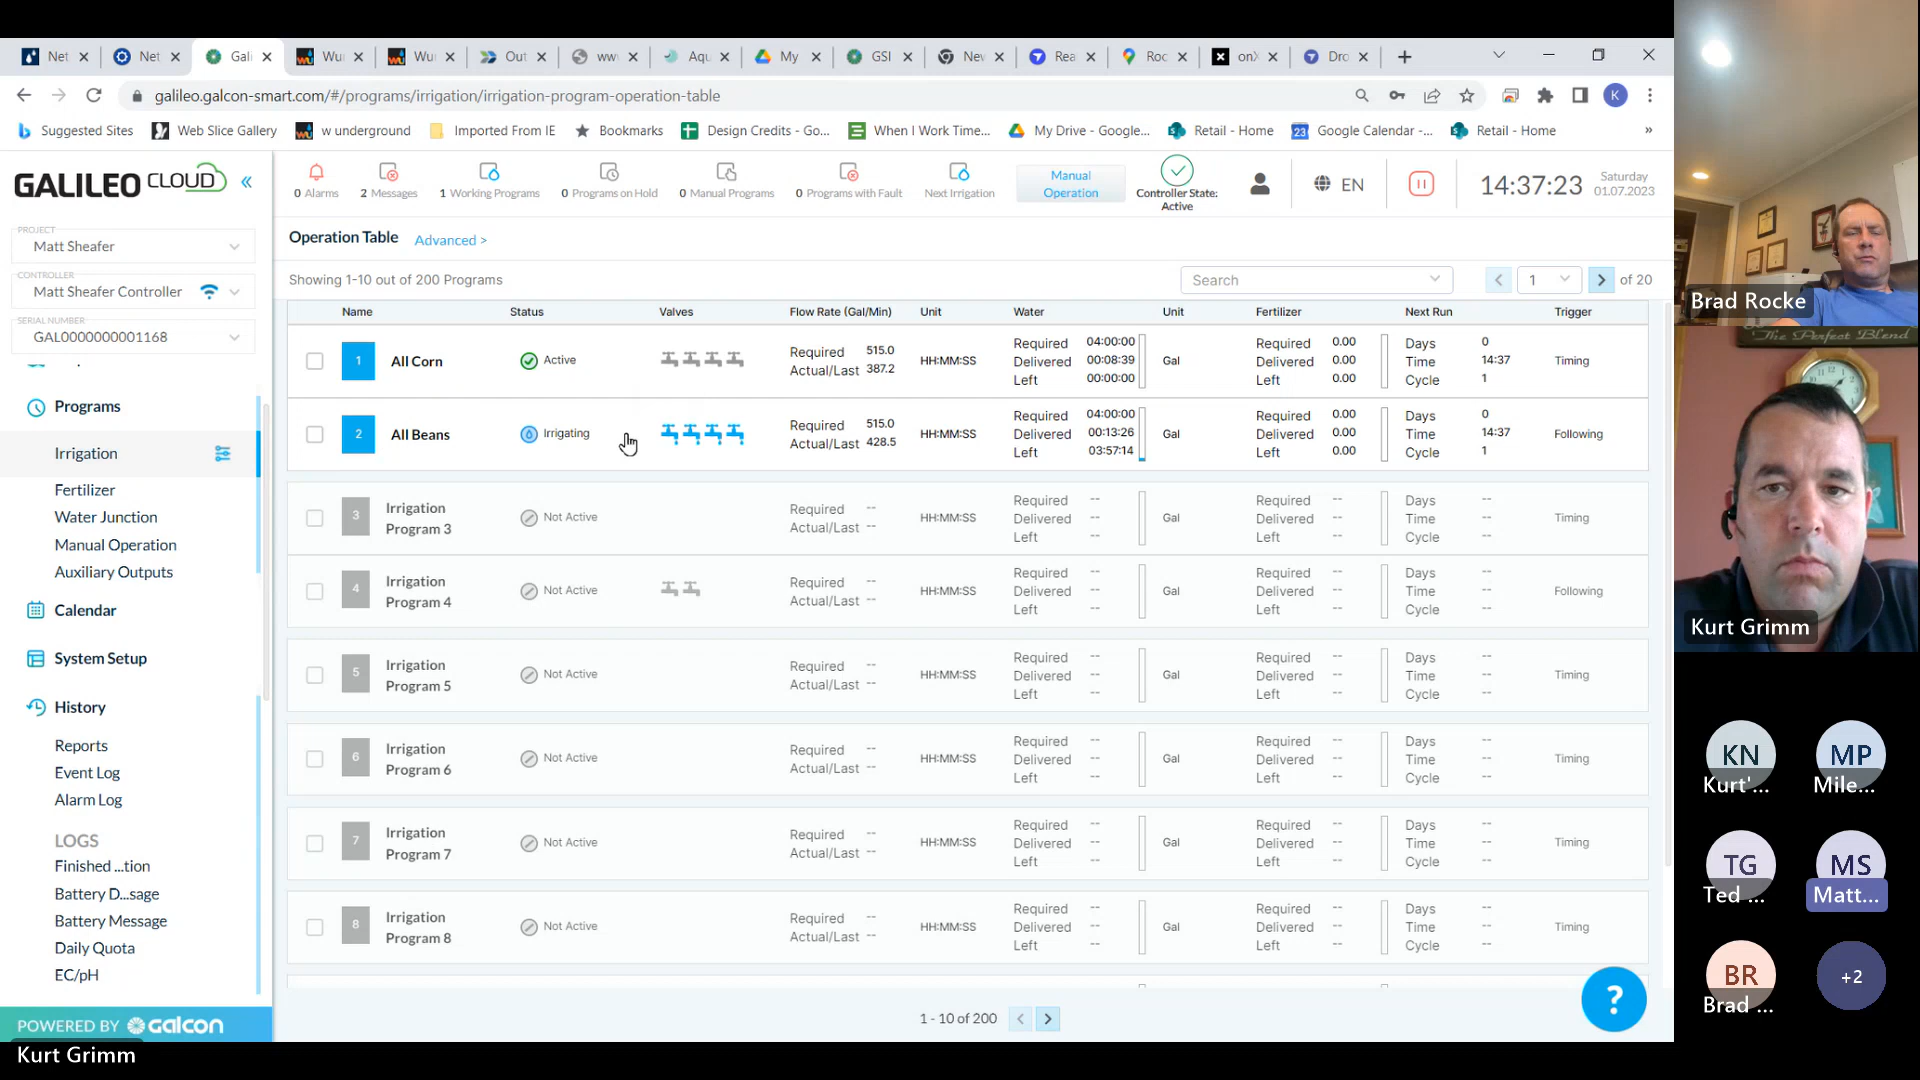 Net
Net
Gali
Wu
Wu
Out
ww
Aqu
My
GSI
Nev
Rea
Roc
onX
Dro
galileo.galcon-smart.com/#/programs/irrigation/irrigation-program-operation-table
K
Suggested Sites
Web Slice Gallery
w underground
Imported From IE
Bookmarks
Design Credits - Go...
When I Work Time...
My Drive - Google...
Retail - Home
Google Calendar -...
Retail - Home
»
GALILEO CLOUD
«
0 Alarms
2 Messages
1 Working Programs
0 Programs on Hold
0 Manual Programs
0 Programs with Fault
Next Irrigation
Manual
Operation
Controller State:
Active
EN
14:37:23
Saturday
01.07.2023
PROJECT
Matt Sheafer
CONTROLLER
Matt Sheafer Controller
SERIAL NUMBER
GAL0000000001168
Programs
Irrigation
Fertilizer
Water Junction
Manual Operation
Auxiliary Outputs
Calendar
System Setup
History
Reports
Event Log
Alarm Log
LOGS
Finished ...tion
Battery D...sage
Battery Message
Daily Quota
EC/pH
POWERED BY galcon
Operation Table Advanced >
Showing 1-10 out of 200 Programs
Search
1
of 20
Name Status Valves Flow Rate (Gal/Min) Unit Water Unit Fertilizer Next Run Trigger
1 All Corn Active
Required 515.0
Actual/Last 387.2
HH:MM:SS
Required 04:00:00
Delivered 00:08:39
Left 00:00:00
Gal
Required 0.00
Delivered 0.00
Left 0.00
Days 0
Time 14:37
Cycle 1
Timing
2 All Beans Irrigating
Required 515.0
Actual/Last 428.5
HH:MM:SS
Required 04:00:00
Delivered 00:13:26
Left 03:57:14
Gal
Required 0.00
Delivered 0.00
Left 0.00
Days 0
Time 14:37
Cycle 1
Following
3 Irrigation
Program 3
Not Active
Required --
Actual/Last --
HH:MM:SS
Required --
Delivered --
Left --
Gal
Required --
Delivered --
Left --
Days --
Time --
Cycle --
Timing
4 Irrigation
Program 4
Not Active
Required --
Actual/Last --
HH:MM:SS
Required --
Delivered --
Left --
Gal
Required --
Delivered --
Left --
Days --
Time --
Cycle --
Following
5 Irrigation
Program 5
Not Active
Required --
Actual/Last --
HH:MM:SS
Required --
Delivered --
Left --
Gal
Required --
Delivered --
Left --
Days --
Time --
Cycle --
Timing
6 Irrigation
Program 6
Not Active
Required --
Actual/Last --
HH:MM:SS
Required --
Delivered --
Left --
Gal
Required --
Delivered --
Left --
Days --
Time --
Cycle --
Timing
7 Irrigation
Program 7
Not Active
Required --
Actual/Last --
HH:MM:SS
Required --
Delivered --
Left --
Gal
Required --
Delivered --
Left --
Days --
Time --
Cycle --
Timing
8 Irrigation
Program 8
Not Active
Required --
Actual/Last --
HH:MM:SS
Required --
Delivered --
Left --
Gal
Required --
Delivered --
Left --
Days --
Time --
Cycle --
Timing
1 - 10 of 200
?
Kurt Grimm
Brad Rocke
The Perfect Blend
Kurt Grimm
KN
Kurt'...
MP
Mile...
TG
Ted ...
MS
Matt...
BR
Brad ...
+2